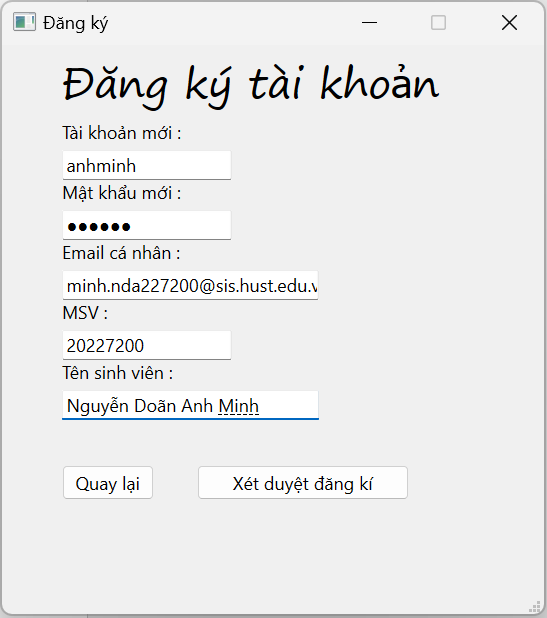 Đăng ký
Đăng ký tài khoản
Tài khoản mới :
anhminh
Mật khẩu mới :
●●●●●●
Email cá nhân :
minh.nda227200@sis.hust.edu.v
MSV :
20227200
Tên sinh viên :
Nguyễn Doãn Anh Minh
Quay lại
Xét duyệt đăng kí